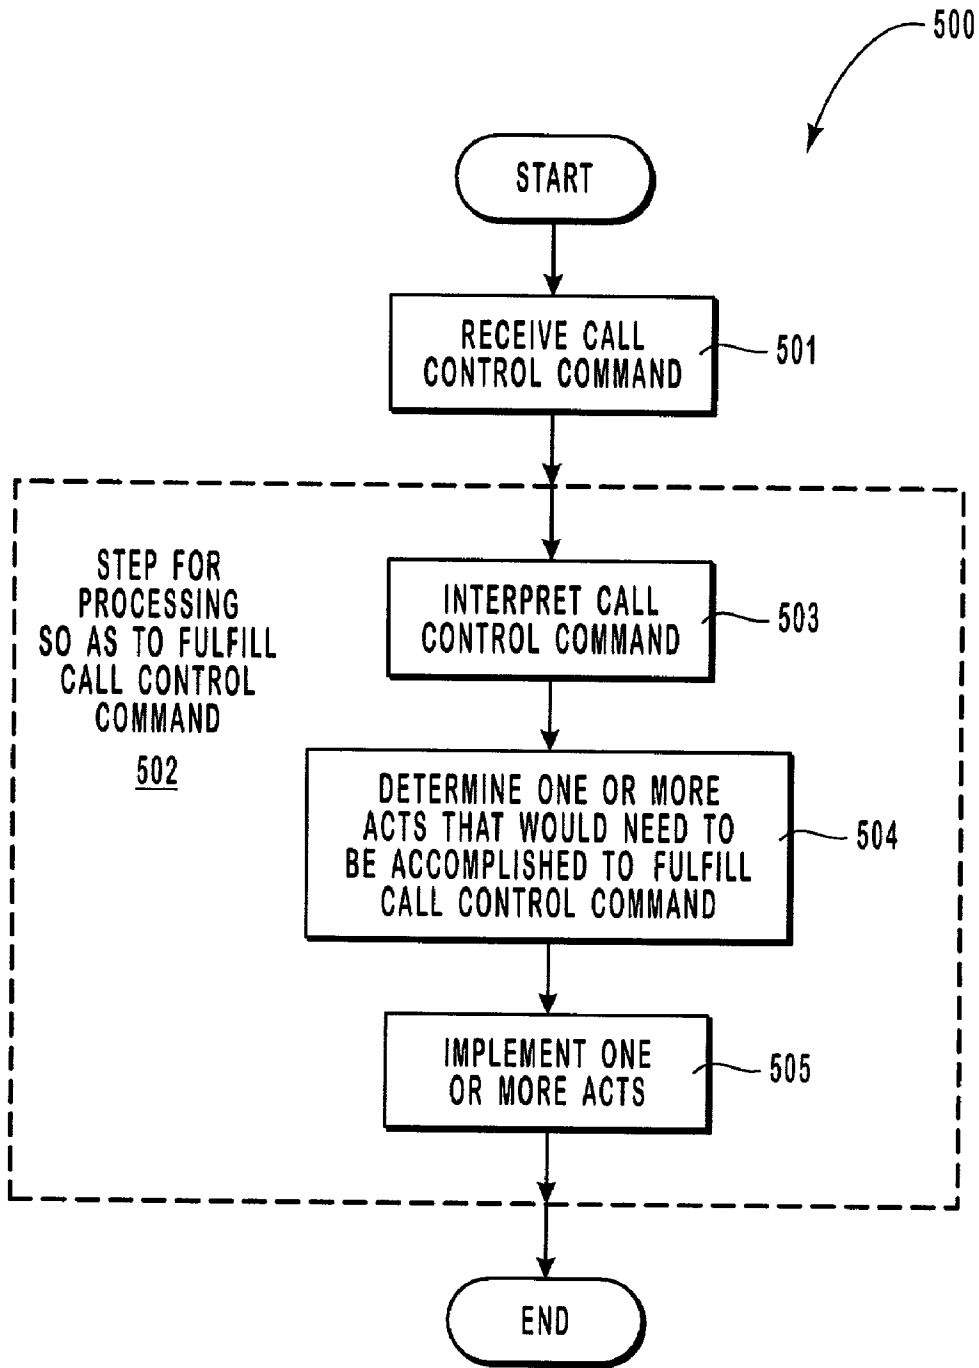 500
START
RECEIVE CALL
CONTROL COMMAND
501
STEP FOR
PROCESSING
SO AS TO FULFILL
CALL CONTROL
COMMAND
502
INTERPRET CALL
CONTROL COMMAND
503
DETERMINE ONE OR MORE
ACTS THAT WOULD NEED TO
BE ACCOMPLISHED TO FULFILL
CALL CONTROL COMMAND
504
IMPLEMENT ONE
OR MORE ACTS
505
END